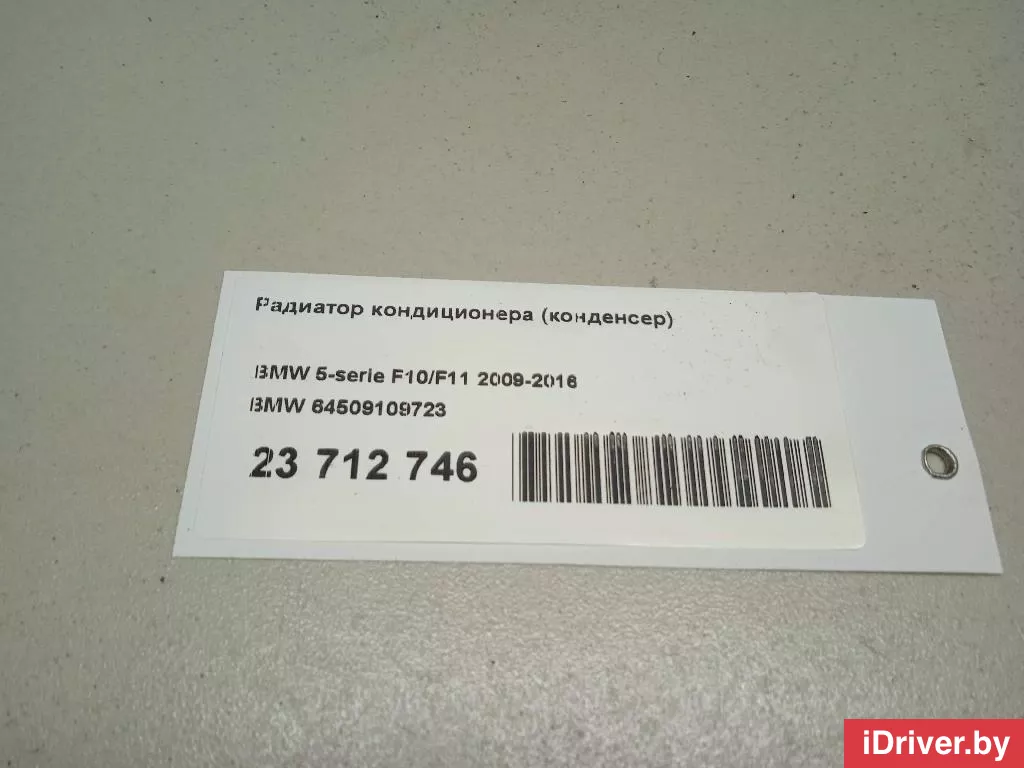 Радиатор кондиционера (конденсер)
BMW 5-serie F10/F11 2009-2016
BMW 64509109723
23 712 746
iDriver.by